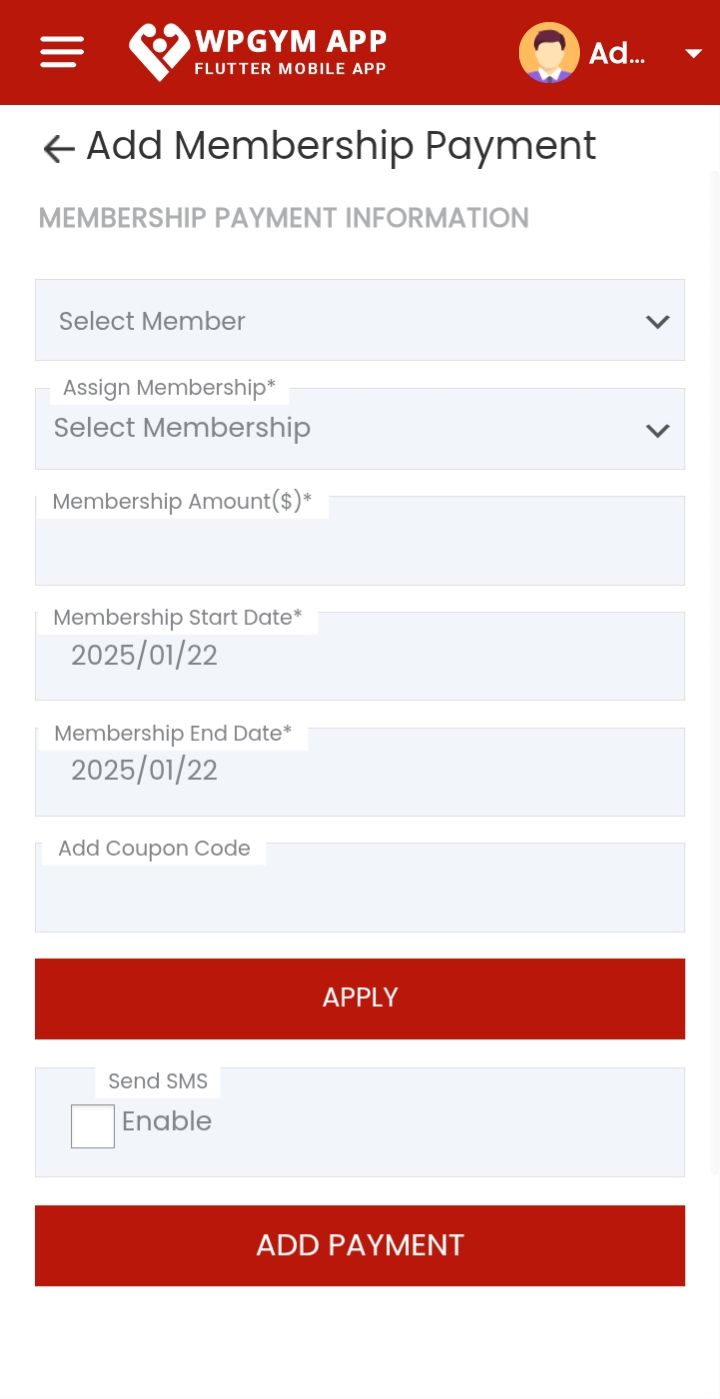 WPGYM APP
FLUTTER MOBILE APP
Ad...
Add Membership Payment
MEMBERSHIP PAYMENT INFORMATION
Select Member
Assign Membership*
Select Membership
Membership Amount($)*
Membership Start Date*
2025/01/22
Membership End Date*
2025/01/22
Add Coupon Code
APPLY
Send SMS
Enable
ADD PAYMENT